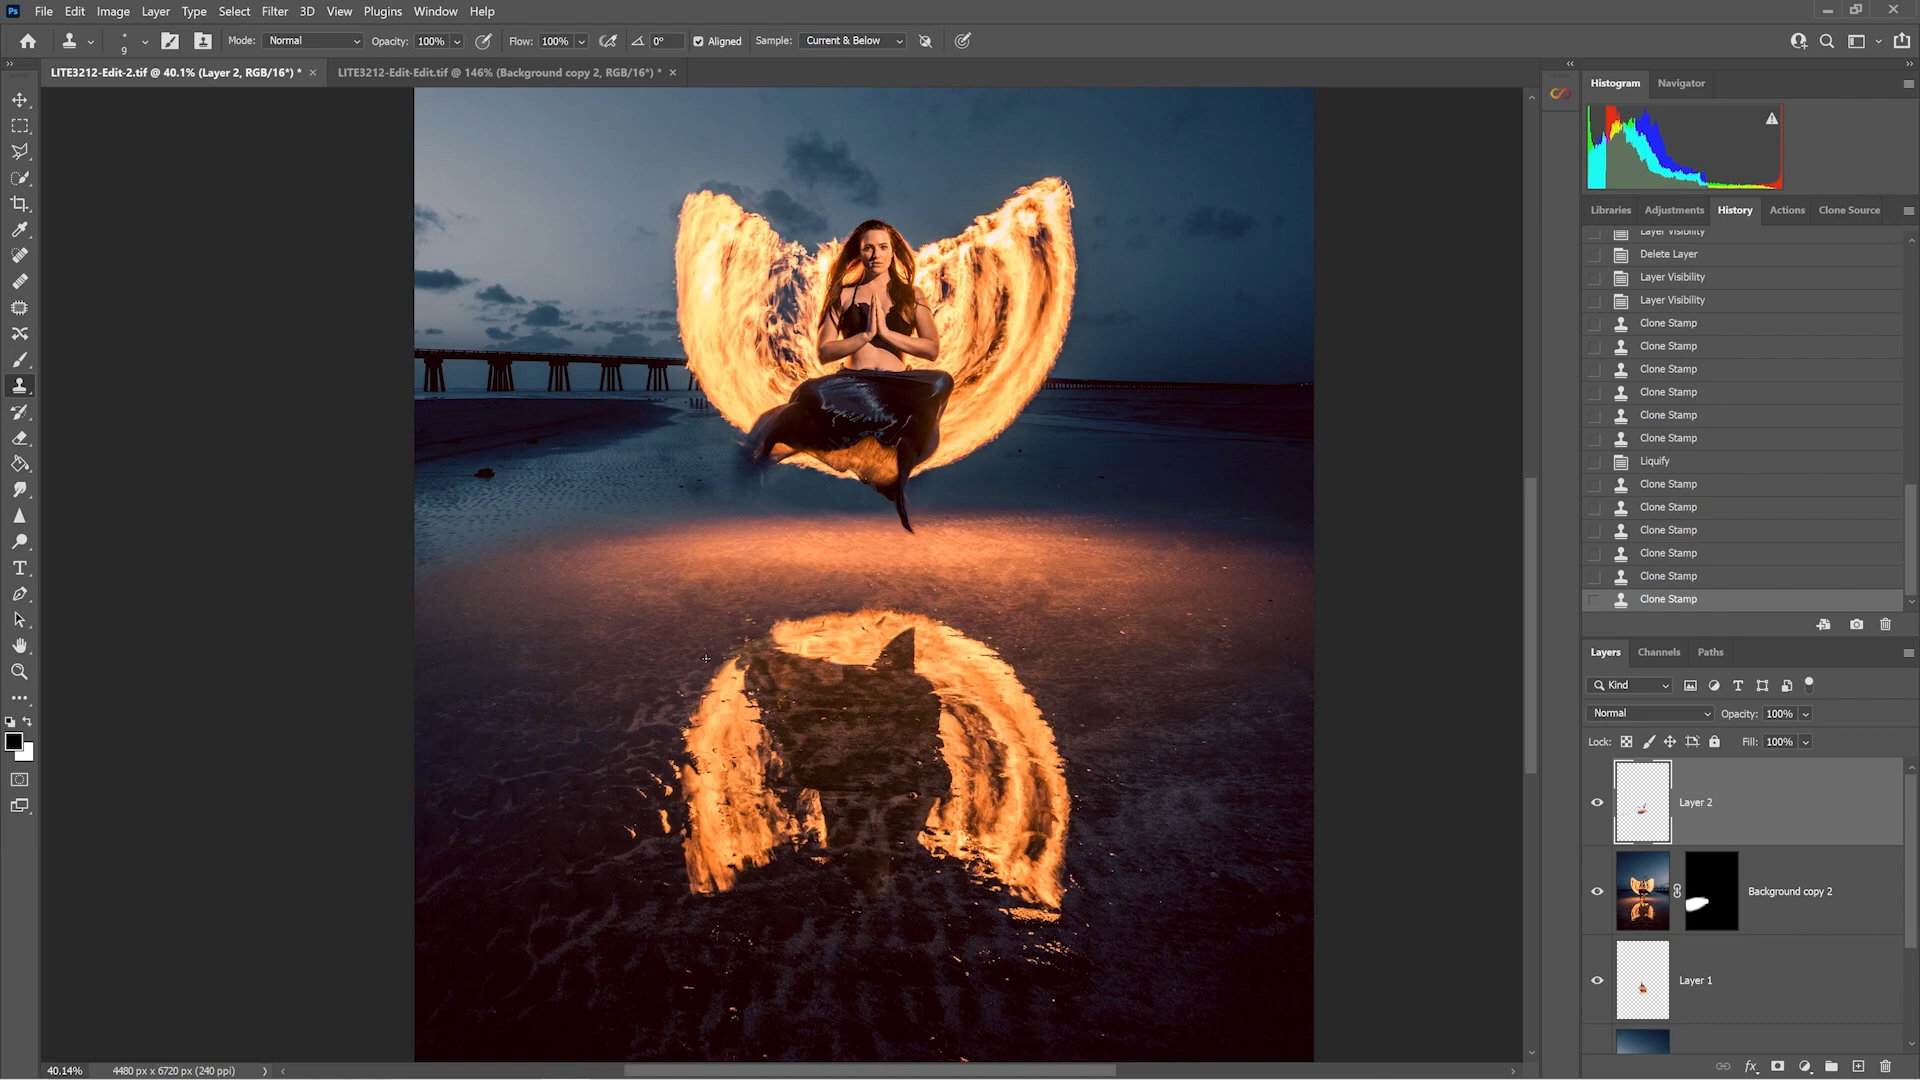 Ps File Edit Image Layer Type Select Filter 3D View Plugins Window Help
9 Mode: Normal Opacity: 100% Flow: 100% 0° Aligned Sample: Current & Below
LITE3212-Edit-2.tif @ 40.1% (Layer 2, RGB/16*) * × LITE3212-Edit-Edit.tif @ 146% (Background copy 2, RGB/16*) * ×
Histogram Navigator
Libraries Adjustments History Actions Clone Source
Layer Visibility
Delete Layer
Layer Visibility
Layer Visibility
Clone Stamp
Clone Stamp
Clone Stamp
Clone Stamp
Clone Stamp
Clone Stamp
Liquify
Clone Stamp
Clone Stamp
Clone Stamp
Clone Stamp
Clone Stamp
Clone Stamp
Layers Channels Paths
Kind
Normal Opacity: 100%
Lock: Fill: 100%
Layer 2
Background copy 2
Layer 1
fx
40.14% 4480 px x 6720 px (240 ppi)